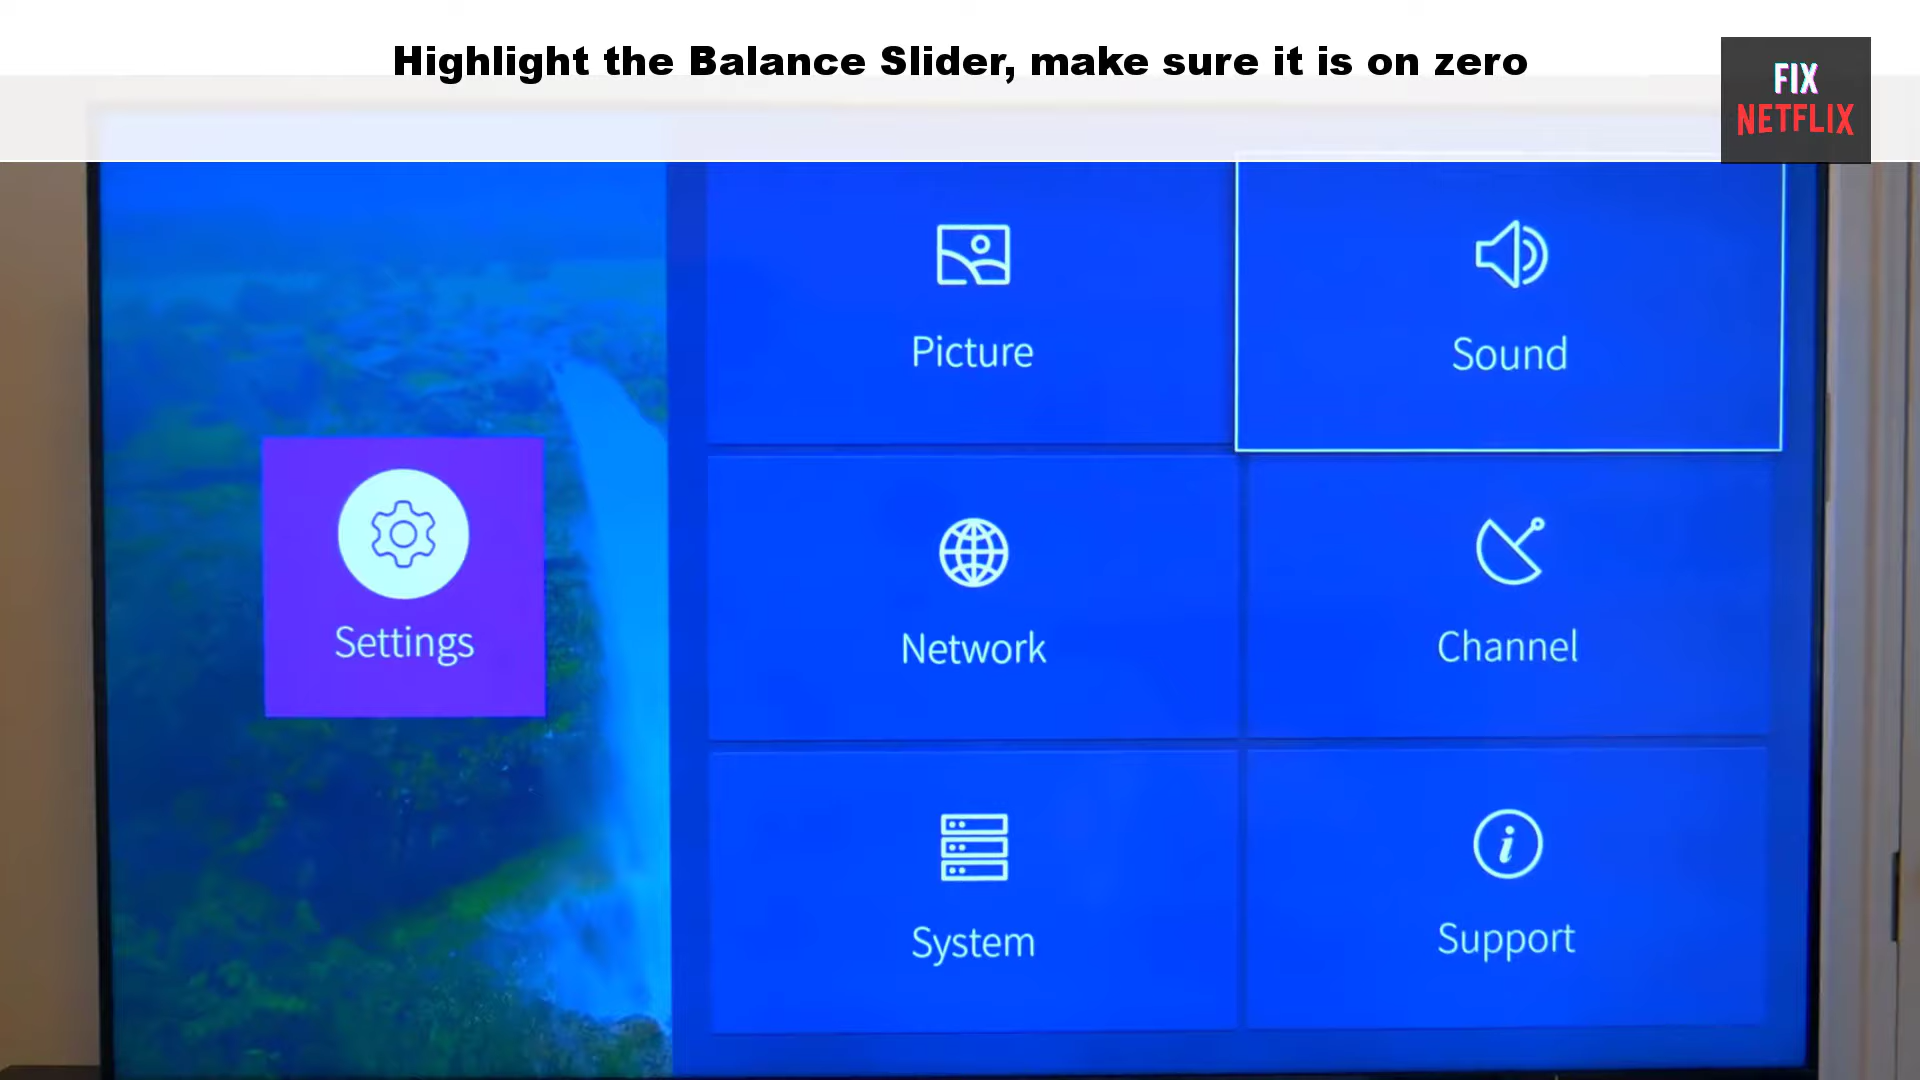 Highlight the Balance Slider, make sure it is on zero
FIX
NETFLIX
Picture
Sound
Settings
Network
Channel
System
Support